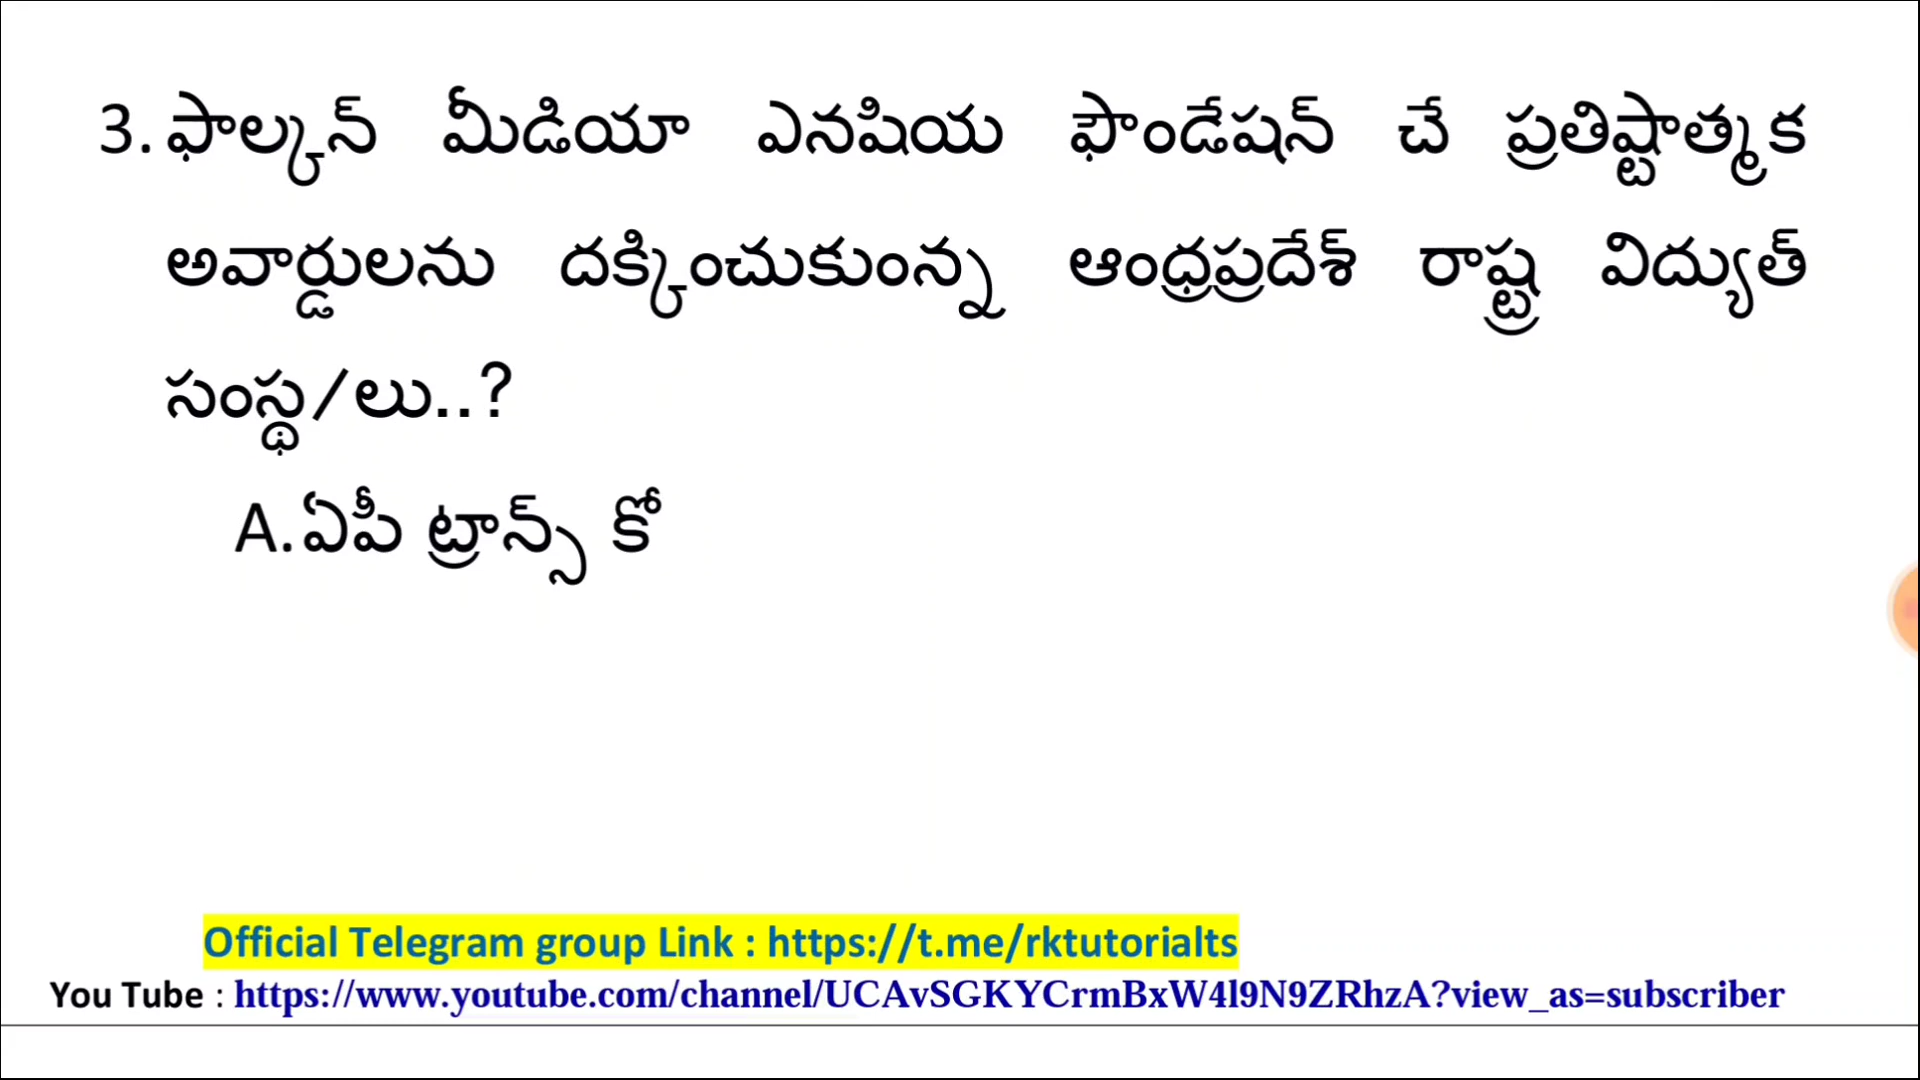 3. ఫాల్కన్ మీడియా ఎనషియ ఫౌండేషన్ చే ప్రతిష్టాత్మక
అవార్డులను దక్కించుకుంన్న ఆంధ్రప్రదేశ్ రాష్ట్ర విద్యుత్
సంస్థ/లు..?
A.ఏపీ ట్రాన్స్ కో
Official Telegram group Link : https://t.me/rktutorialts
You Tube : https://www.youtube.com/channel/UCAvSGKYCrmBxW4l9N9ZRhzA?view_as=subscriber